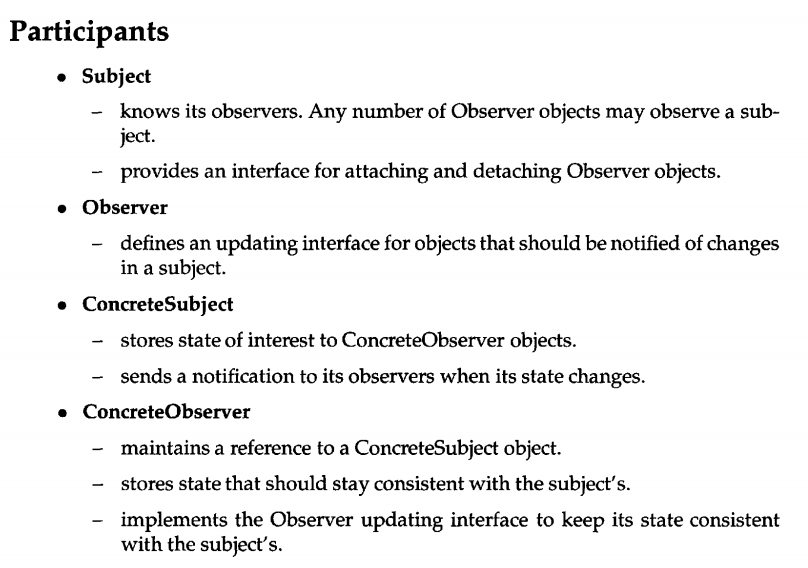 Participants
• Subject
– knows its observers. Any number of Observer objects may observe a sub-
ject.
– provides an interface for attaching and detaching Observer objects.
• Observer
– defines an updating interface for objects that should be notified of changes
in a subject.
• ConcreteSubject
– stores state of interest to ConcreteObserver objects.
– sends a notification to its observers when its state changes.
• ConcreteObserver
– maintains a reference to a ConcreteSubject object.
– stores state that should stay consistent with the subject's.
– implements the Observer updating interface to keep its state consistent
with the subject's.